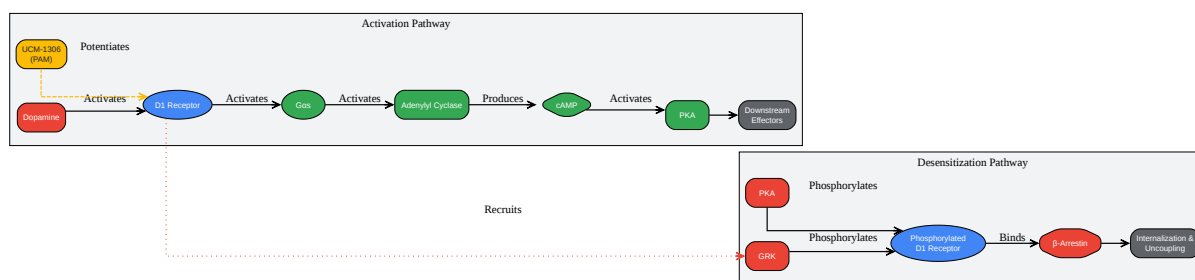 Activation Pathway
UCM-1306
(PAM)
Potentiates
Dopamine
Activates
D1 Receptor
Activates
Gαs
Activates
Adenylyl Cyclase
Produces
cAMP
Activates
PKA
Downstream
Effectors
Recruits
Desensitization Pathway
PKA
Phosphorylates
GRK
Phosphorylates
Phosphorylated
D1 Receptor
Binds
β-Arrestin
Internalization &
Uncoupling